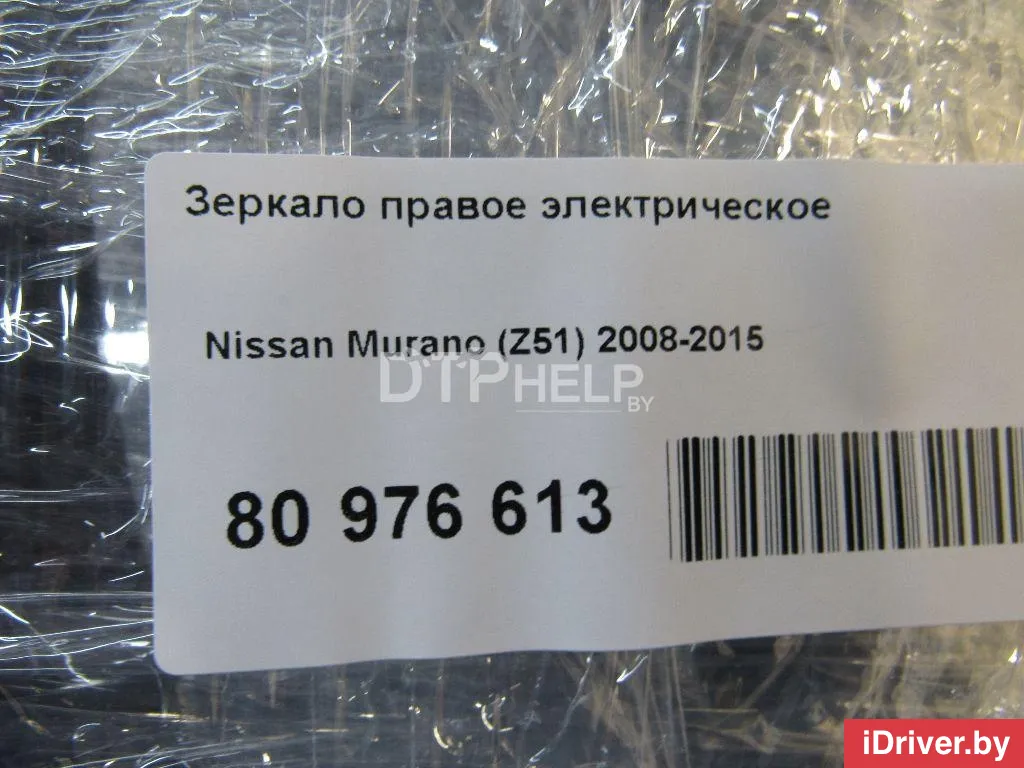 Зеркало правое электрическое
Nissan Murano (Z51) 2008-2015
DTPHELP
BY
80 976 613
iDriver.by